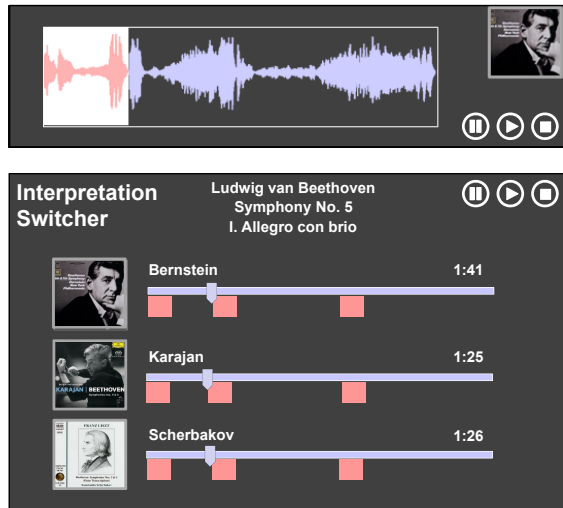 Interpretation
Switcher
Ludwig van Beethoven
Symphony No. 5
I. Allegro con brio
Bernstein 1:41
Karajan 1:25
KARAJAN | BEETHOVEN
Scherbakov 1:26
FRANZ LISZT